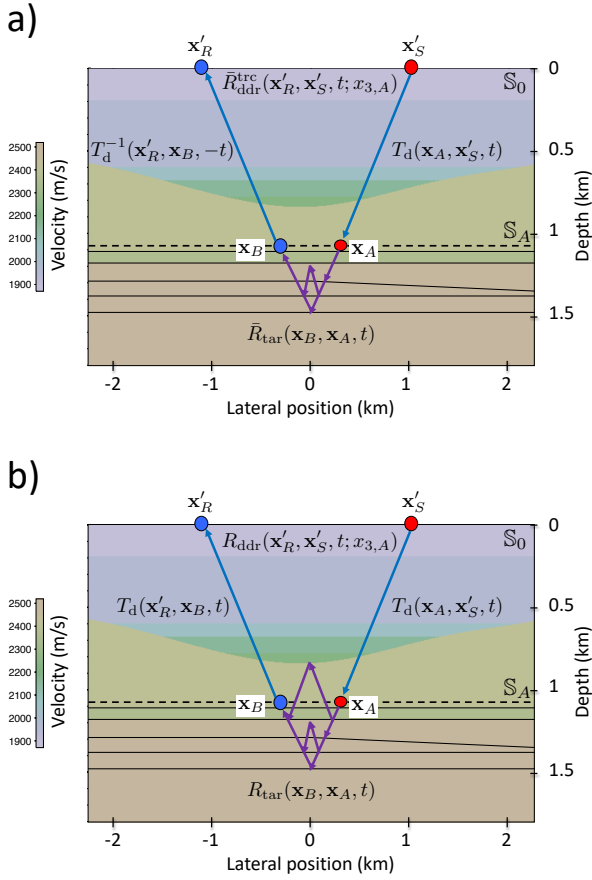 a)
x′_R x′_S
0
R̄^trc_ddr(x′_R, x′_S, t; x_{3,A}) 𝕊_0
T_d^{-1}(x′_R, x_B, −t) T_d(x_A, x′_S, t)
0.5
2500
2400
2300
2200
2100
2000
1900
Velocity (m/s)
Depth (km)
1
𝕊_A
x_B x_A
R̄_tar(x_B, x_A, t)
1.5
-2 -1 0 1 2
Lateral position (km)
b)
x′_R x′_S
0
R_ddr(x′_R, x′_S, t; x_{3,A}) 𝕊_0
T_d(x′_R, x_B, t) T_d(x_A, x′_S, t)
0.5
2500
2400
2300
2200
2100
2000
1900
Velocity (m/s)
Depth (km)
1
𝕊_A
x_B x_A
R_tar(x_B, x_A, t)
1.5
-2 -1 0 1 2
Lateral position (km)